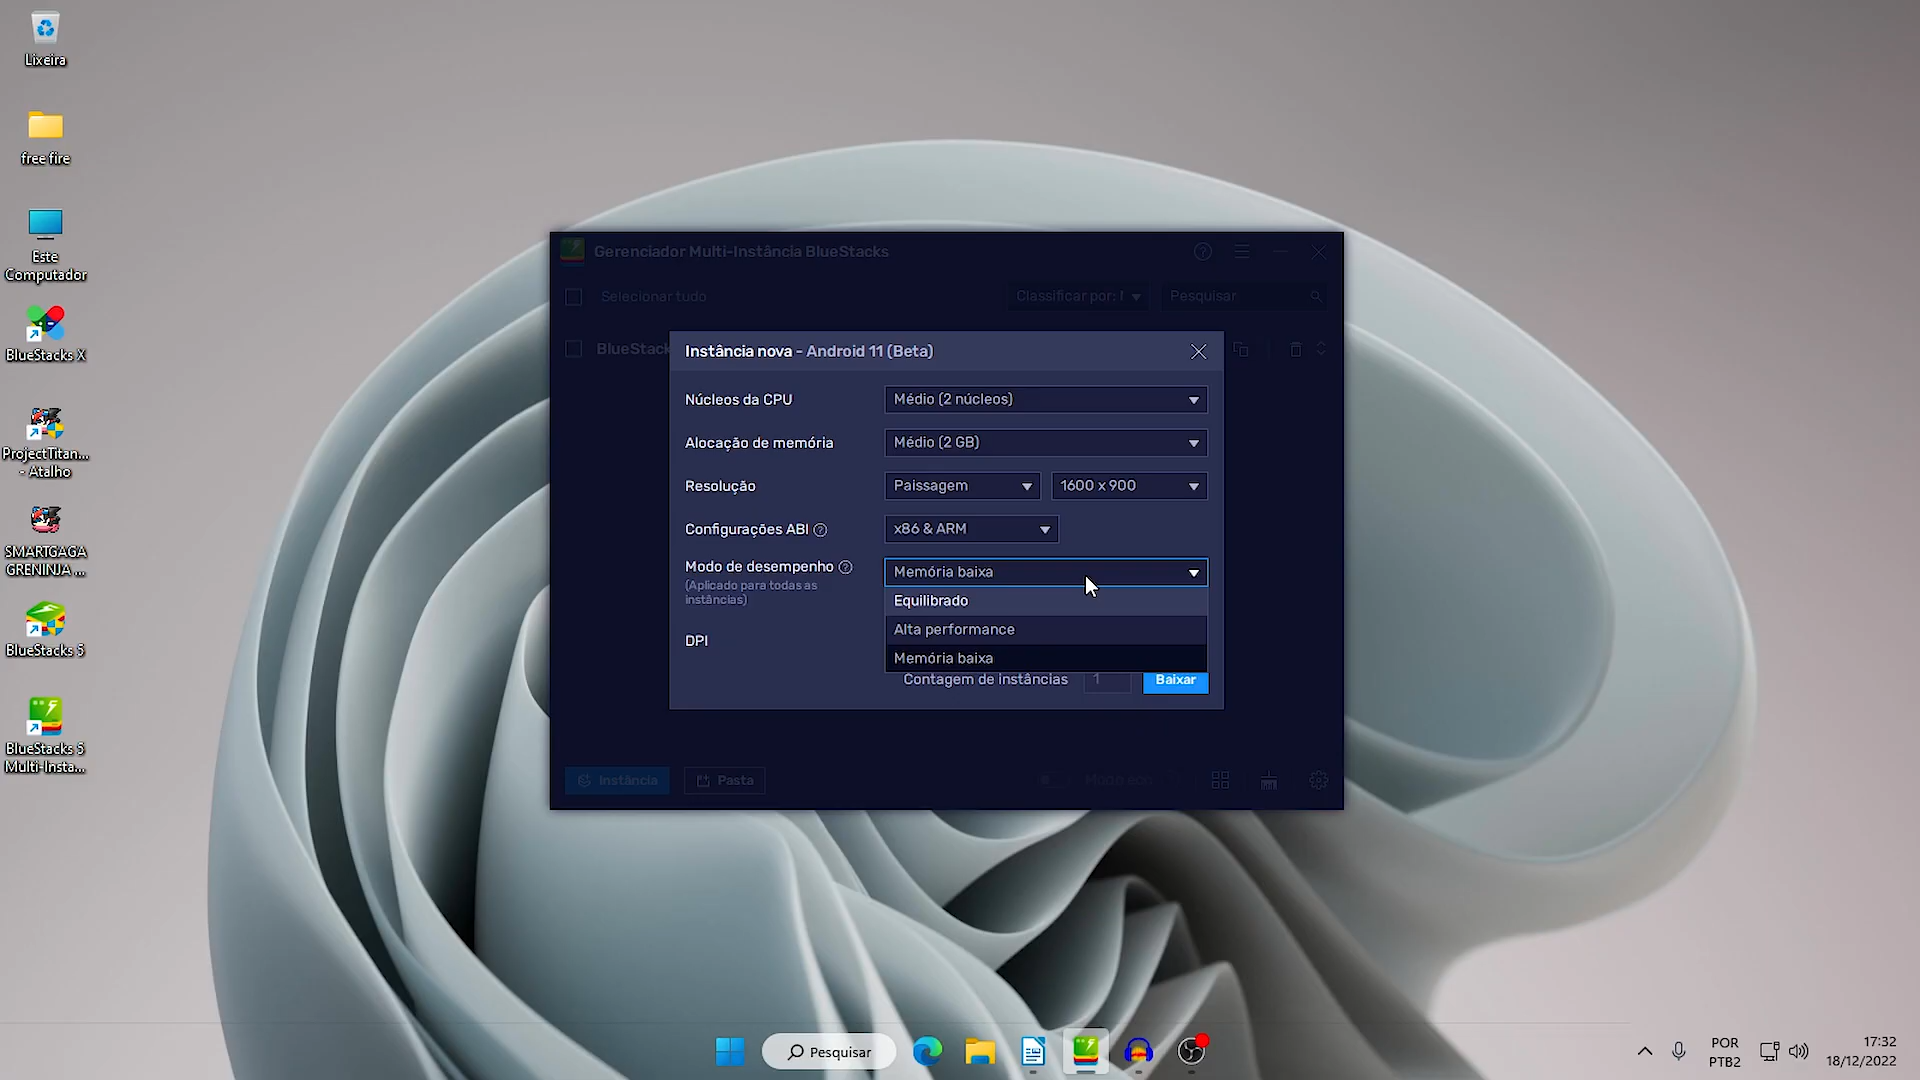 Lixeira
free fire
Este
Computador
BlueStacks X
ProjectTitan...
- Atalho
SMARTGAGA
GRENINJA ...
BlueStacks 5
BlueStacks 5
Multi-Insta...
Gerenciador Multi-Instância BlueStacks
Selecionar tudo
Classificar por: I
Pesquisar
BlueStack
Instância nova - Android 11 (Beta)
Núcleos da CPU
Médio (2 núcleos)
Alocação de memória
Médio (2 GB)
Resolução
Paissagem
1600 x 900
Configurações ABI ?
x86 & ARM
Modo de desempenho ?
(Aplicado para todas as
instâncias)
Memória baixa
Equilibrado
Alta performance
Memória baixa
DPI
Contagem de instâncias
1
Baixar
Instância
Pasta
Modo eco
Pesquisar
POR
PTB2
17:32
18/12/2022